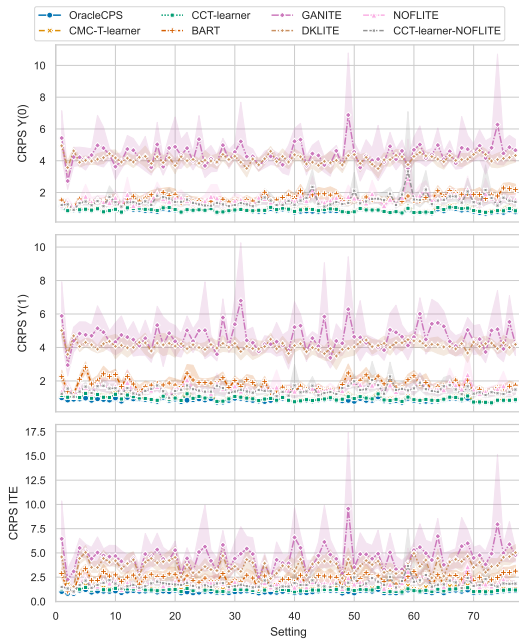 OracleCPS CCT-learner GANITE NOFLITE
CMC-T-learner BART DKLITE CCT-learner-NOFLITE
10
8
6
4
2
CRPS Y(0)
10
8
6
4
2
CRPS Y(1)
17.5
15.0
12.5
10.0
7.5
5.0
2.5
0.0
CRPS ITE
0 10 20 30 40 50 60 70
Setting